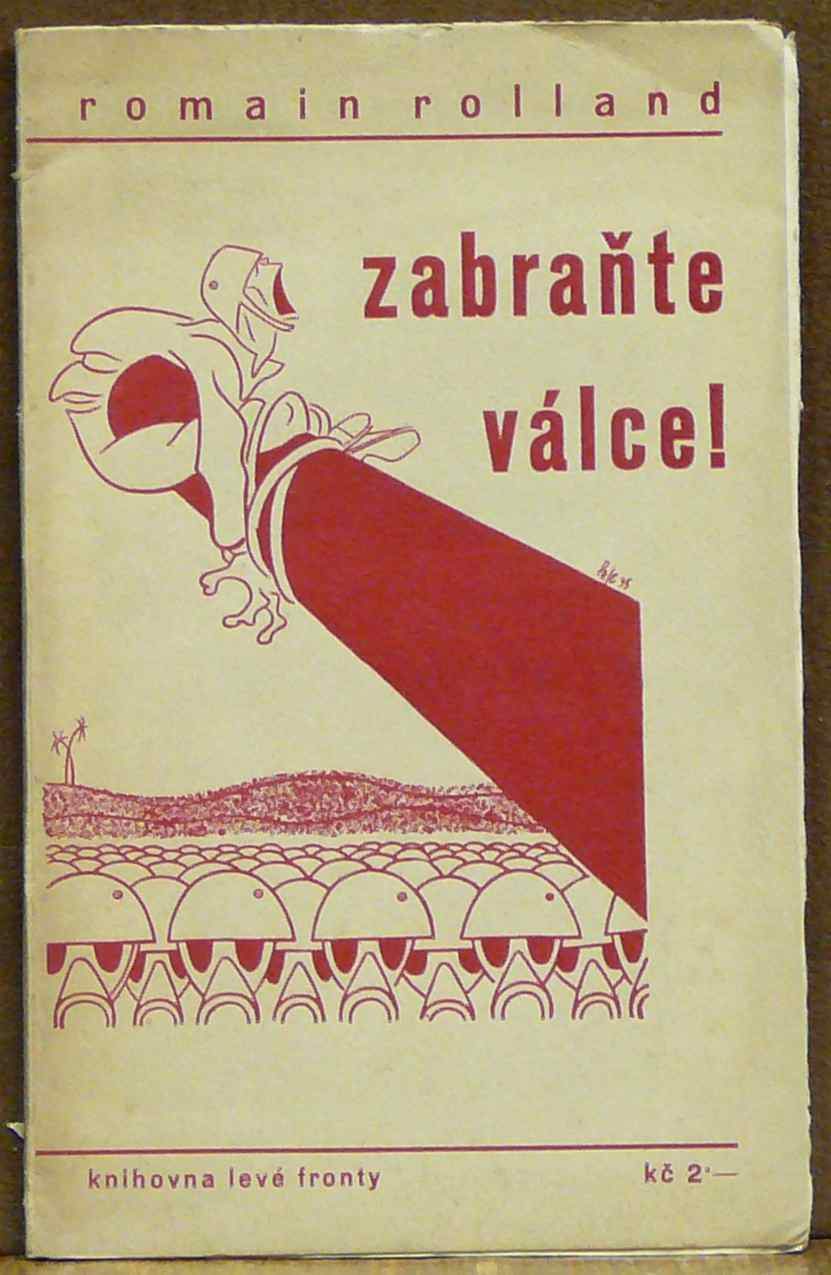 romain rolland
zabraňte
válce!
knihovna levé fronty
kč 2·—